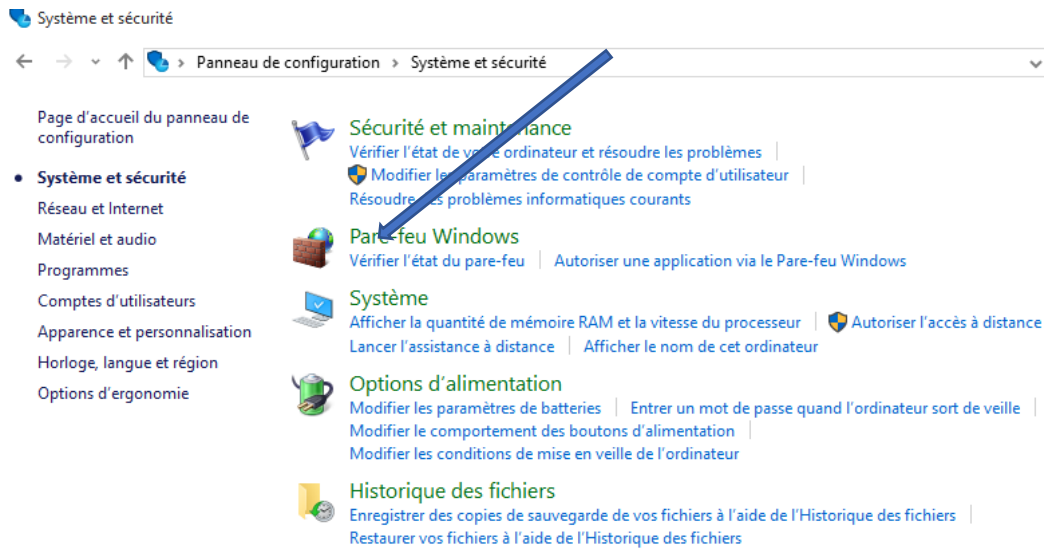 Système et sécurité
Panneau de configuration › Système et sécurité
Page d'accueil du panneau de
configuration
Système et sécurité
Réseau et Internet
Matériel et audio
Programmes
Comptes d'utilisateurs
Apparence et personnalisation
Horloge, langue et région
Options d'ergonomie
Sécurité et maintenance
Vérifier l'état de votre ordinateur et résoudre les problèmes
Modifier les paramètres de contrôle de compte d'utilisateur
Résoudre des problèmes informatiques courants
Pare-feu Windows
Vérifier l'état du pare-feu | Autoriser une application via le Pare-feu Windows
Système
Afficher la quantité de mémoire RAM et la vitesse du processeur | Autoriser l'accès à distance
Lancer l'assistance à distance | Afficher le nom de cet ordinateur
Options d'alimentation
Modifier les paramètres de batteries | Entrer un mot de passe quand l'ordinateur sort de veille
Modifier le comportement des boutons d'alimentation
Modifier les conditions de mise en veille de l'ordinateur
Historique des fichiers
Enregistrer des copies de sauvegarde de vos fichiers à l'aide de l'Historique des fichiers
Restaurer vos fichiers à l'aide de l'Historique des fichiers